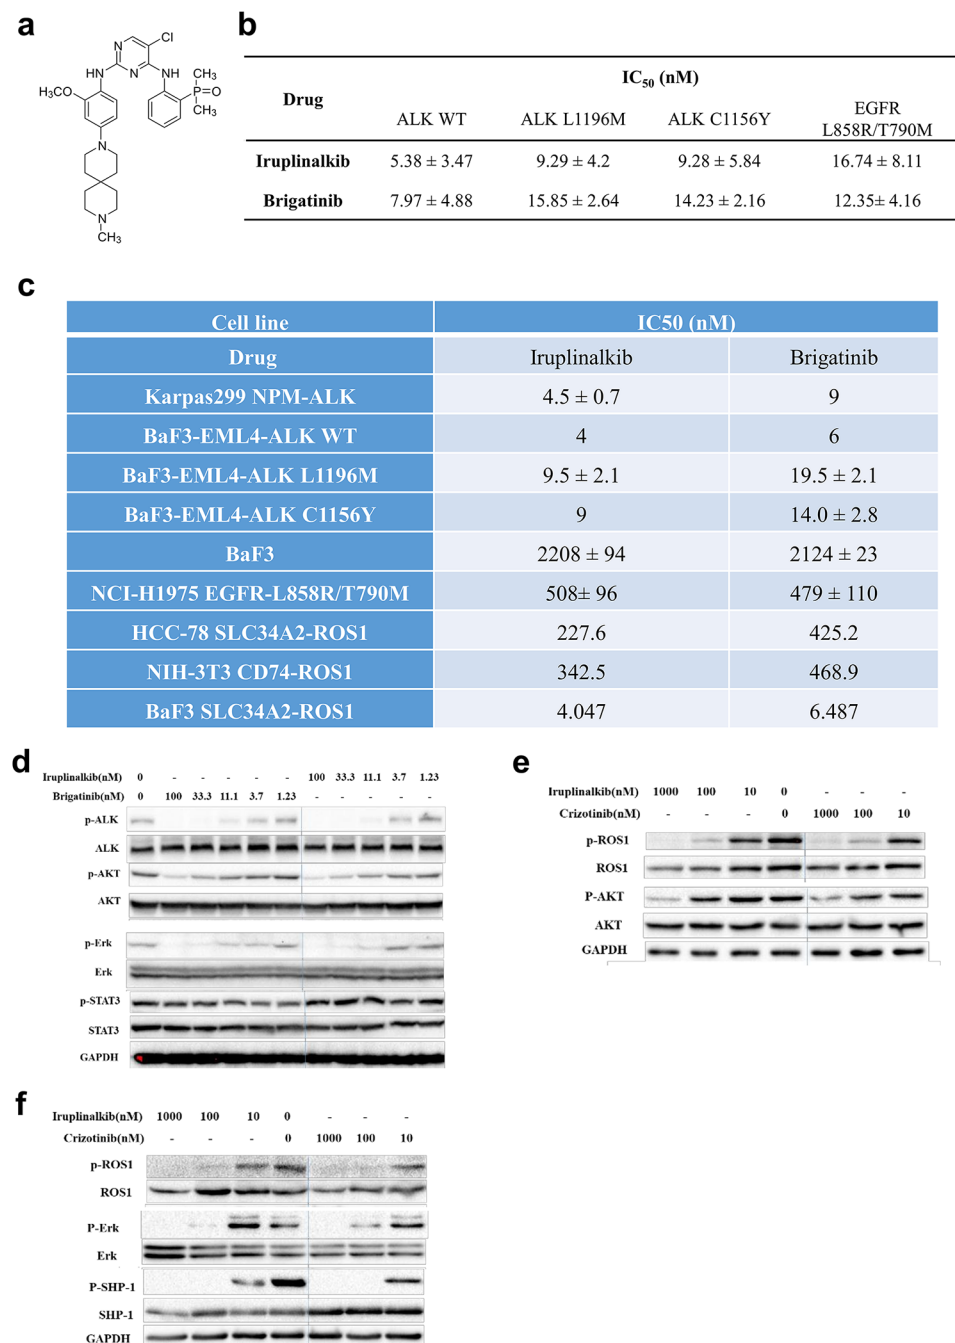 a
b
Cl
N
NH
N
NH
CH₃
H₃CO
P=O
CH₃
N
N
CH₃
Drug
IC₅₀ (nM)
ALK WT ALK L1196M ALK C1156Y EGFR L858R/T790M
Iruplinalkib 5.38 ± 3.47 9.29 ± 4.2 9.28 ± 5.84 16.74 ± 8.11
Brigatinib 7.97 ± 4.88 15.85 ± 2.64 14.23 ± 2.16 12.35± 4.16
c
Cell line IC50 (nM)
Drug Iruplinalkib Brigatinib
Karpas299 NPM-ALK 4.5 ± 0.7 9
BaF3-EML4-ALK WT 4 6
BaF3-EML4-ALK L1196M 9.5 ± 2.1 19.5 ± 2.1
BaF3-EML4-ALK C1156Y 9 14.0 ± 2.8
BaF3 2208 ± 94 2124 ± 23
NCI-H1975 EGFR-L858R/T790M 508± 96 479 ± 110
HCC-78 SLC34A2-ROS1 227.6 425.2
NIH-3T3 CD74-ROS1 342.5 468.9
BaF3 SLC34A2-ROS1 4.047 6.487
d
Iruplinalkib(nM) 0 - - - - - 100 33.3 11.1 3.7 1.23
Brigatinib(nM) 0 100 33.3 11.1 3.7 1.23 - - - - -
p-ALK
ALK
p-AKT
AKT
p-Erk
Erk
p-STAT3
STAT3
GAPDH
e
Iruplinalkib(nM) 1000 100 10 0 - - -
Crizotinib(nM) - - - 0 1000 100 10
p-ROS1
ROS1
P-AKT
AKT
GAPDH
f
Iruplinalkib(nM) 1000 100 10 0 - - -
Crizotinib(nM) - - - 0 1000 100 10
p-ROS1
ROS1
P-Erk
Erk
P-SHP-1
SHP-1
GAPDH